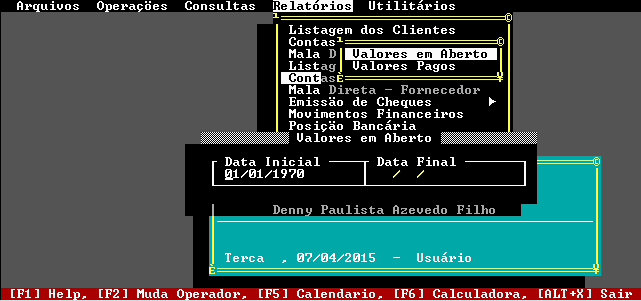 Arquivos Operações Consultas Relatórios Utilitários
Listagem dos Clientes
Contas
Mala D
Valores em Aberto
Listag
Valores Pagos
Contas
Mala Direta - Fornecedor
Emissão de Cheques
Movimentos Financeiros
Posição Bancária
Valores em Aberto
Data Inicial Data Final
01/01/1970 / /
Denny Paulista Azevedo Filho
Terca , 07/04/2015 - Usuário
[F1] Help, [F2] Muda Operador, [F5] Calendario, [F6] Calculadora, [ALT+X] Sair